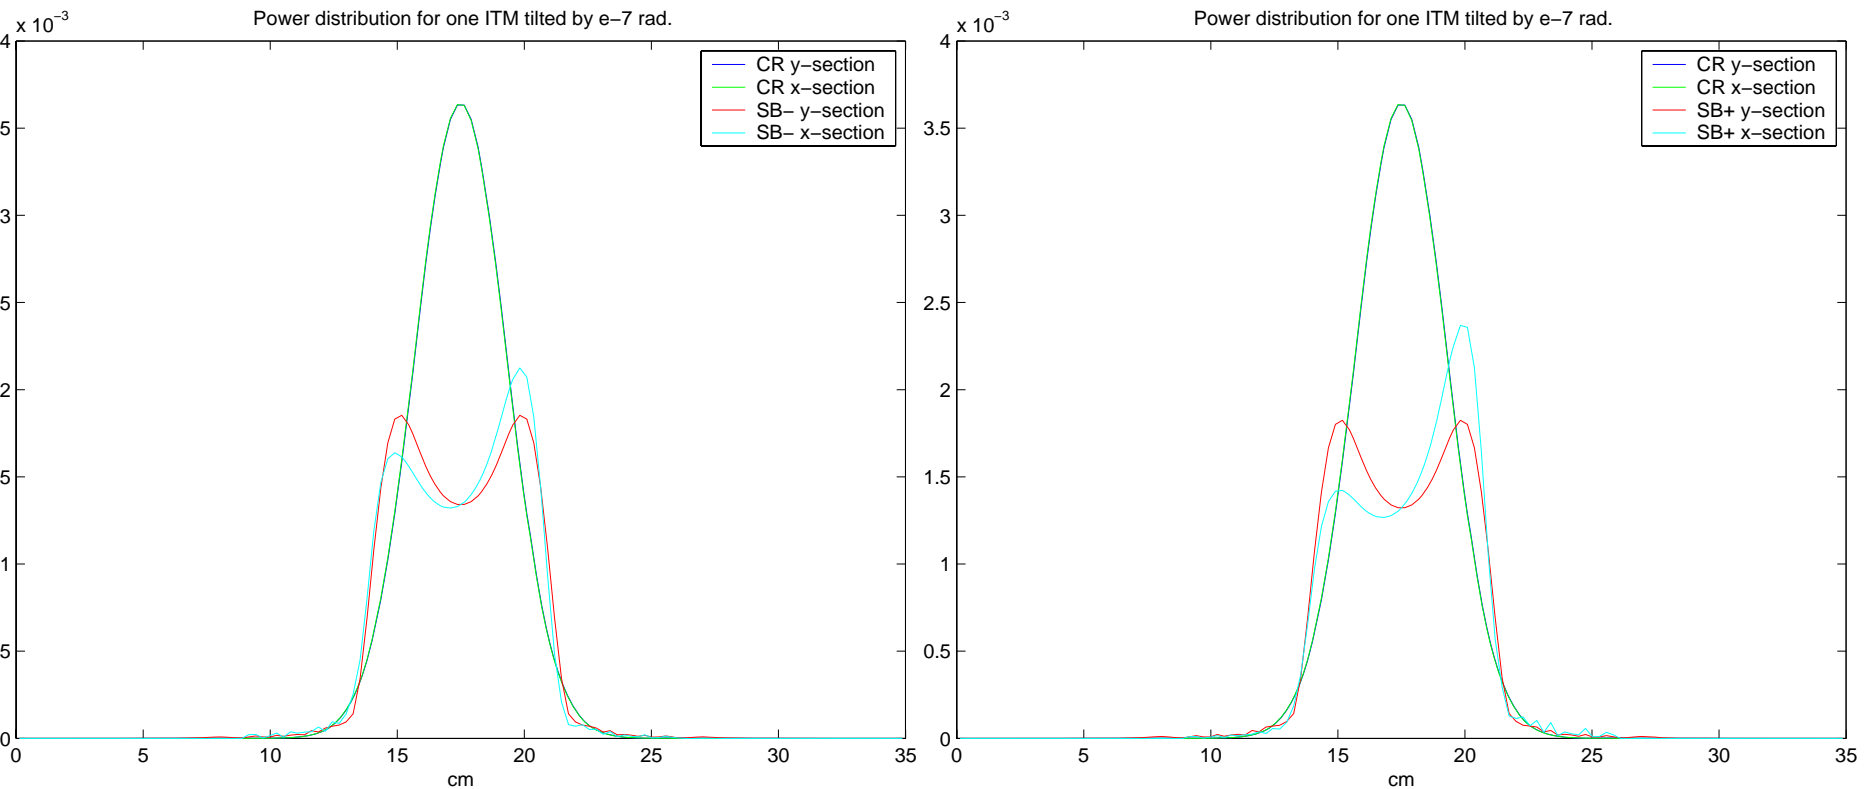 Power distribution for one ITM tilted by e−7 rad.
x 10−3
CR y−section
CR x−section
SB− y−section
SB− x−section
4
5
3
5
2
5
1
5
0
0 5 10 15 20 25 30 35
cm
Power distribution for one ITM tilted by e−7 rad.
x 10−3
CR y−section
CR x−section
SB+ y−section
SB+ x−section
4
3.5
3
2.5
2
1.5
1
0.5
0
0 5 10 15 20 25 30 35
cm